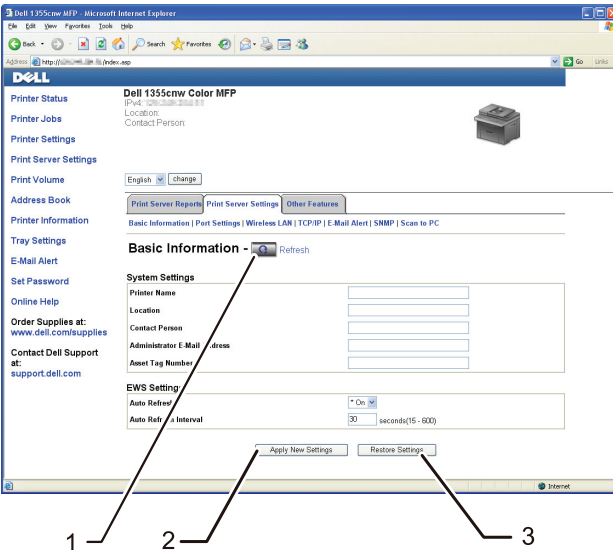 Dell 1355cnw MFP - Microsoft Internet Explorer
File Edit View Favorites Tools Help
Back Search Favorites
Address http:// /index.asp Go Links
DELL
Dell 1355cnw Color MFP
IPv4:
Location:
Contact Person:
Printer Status
Printer Jobs
Printer Settings
Print Server Settings
Print Volume
Address Book
Printer Information
Tray Settings
E-Mail Alert
Set Password
Online Help
Order Supplies at:
www.dell.com/supplies
Contact Dell Support
at:
support.dell.com
English change
Print Server Reports Print Server Settings Other Features
Basic Information | Port Settings | Wireless LAN | TCP/IP | E-Mail Alert | SNMP | Scan to PC
Basic Information - Refresh
System Settings
Printer Name
Location
Contact Person
Administrator E-Mail dress
Asset Tag Number
EWS Setting
Auto Refresh * On
Auto Refresh Interval 30 seconds(15 - 600)
Apply New Settings Restore Settings
Internet
1 2 3